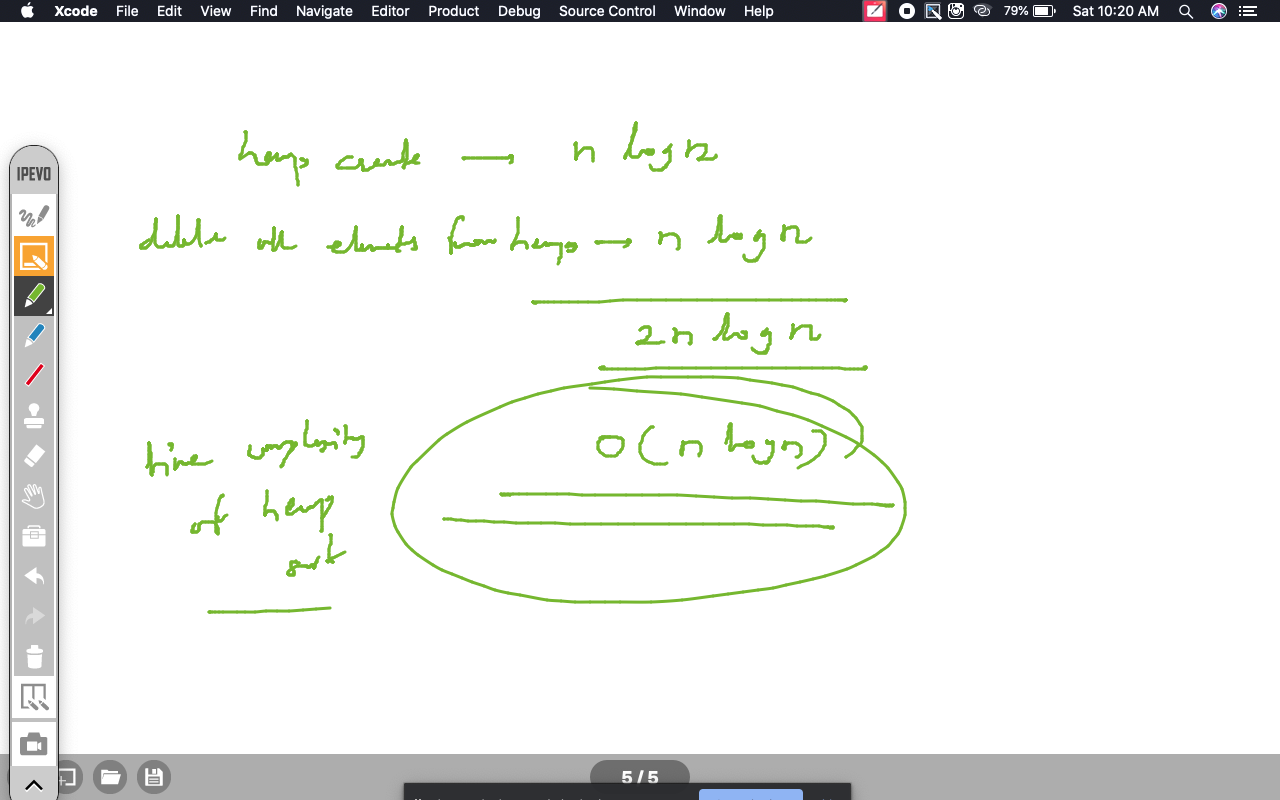 Xcode File Edit View Find Navigate Editor Product Debug Source Control Window Help 79% Sat 10:20 AM
IPEVO
heap create → n log n
delete all elements from heap → n log n
2n log n
O(n log n)
time complexity
of heap
sort
5 / 5